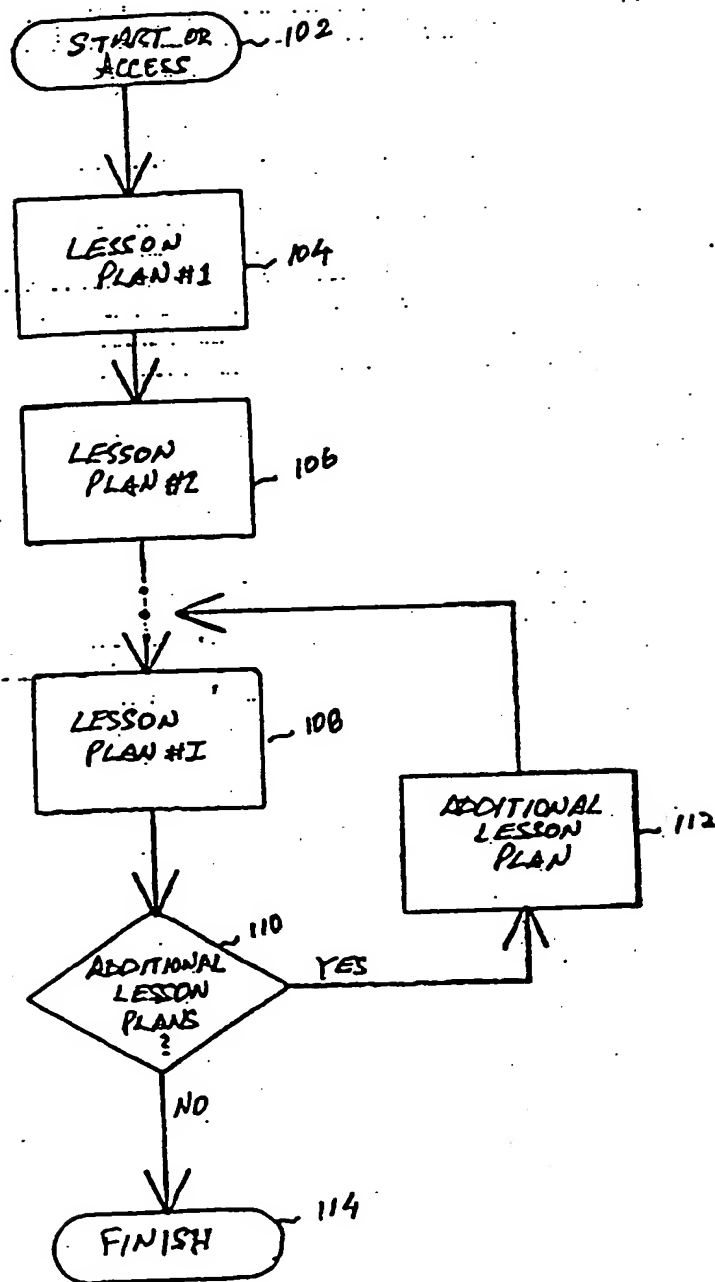 START OR
ACCESS
102
LESSON
PLAN #1
104
LESSON
PLAN #2
106
LESSON
PLAN #I
108
ADDITIONAL
LESSON
PLAN
112
110
ADDITIONAL
LESSON
PLANS
?
YES
NO
FINISH
114